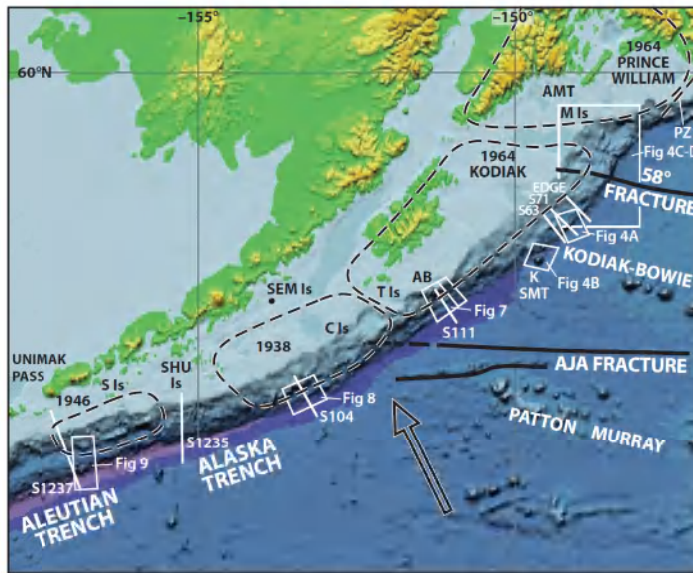 –155°
–150°
60°N
1964
PRINCE
WILLIAM
AMT
M Is
PZ
Fig 4C-D
1964
KODIAK
58°
FRACTURE
EDGE
S71
S63
Fig 4A
KODIAK-BOWIE
K
SMT
Fig 4B
SEM Is
AB
T Is
Fig 7
S111
C Is
1938
UNIMAK
PASS
SHU
Is
S Is
1946
AJA FRACTURE
Fig 8
S104
PATTON MURRAY
S1235
ALASKA
TRENCH
Fig 9
S1237
ALEUTIAN
TRENCH